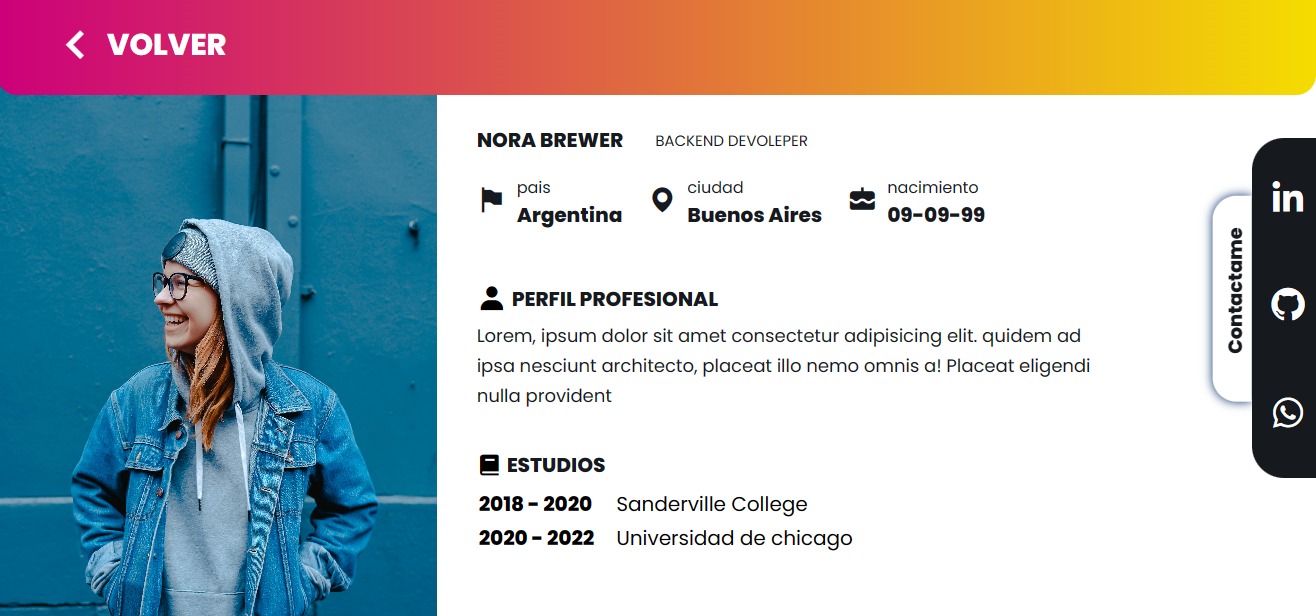 VOLVER
NORA BREWER BACKEND DEVOLEPER
pais ciudad nacimiento
Argentina Buenos Aires 09-09-99
PERFIL PROFESIONAL
Lorem, ipsum dolor sit amet consectetur adipisicing elit. quidem ad
ipsa nesciunt architecto, placeat illo nemo omnis a! Placeat eligendi
nulla provident
ESTUDIOS
2018 - 2020 Sanderville College
2020 - 2022 Universidad de chicago
Contactame
in